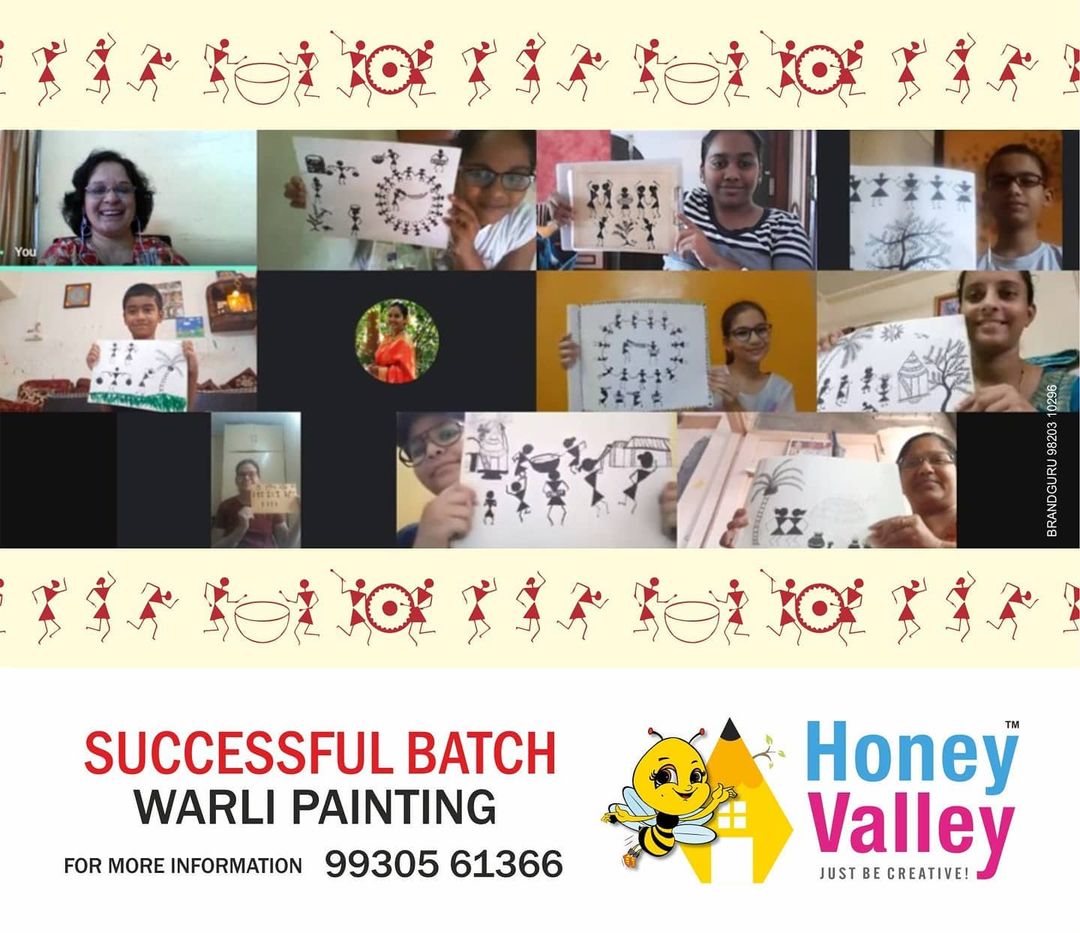 You
BRANDGURU 98203 10296
SUCCESSFUL BATCH
WARLI PAINTING
FOR MORE INFORMATION 99305 61366
Honey TM
Valley
JUST BE CREATIVE!